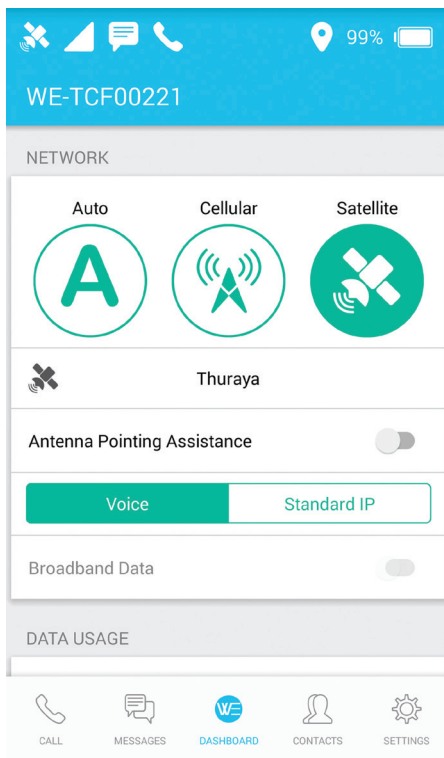 99%
WE-TCF00221
NETWORK
Auto Cellular Satellite
A
Thuraya
Antenna Pointing Assistance
Voice Standard IP
Broadband Data
DATA USAGE
WE
CALL MESSAGES DASHBOARD CONTACTS SETTINGS